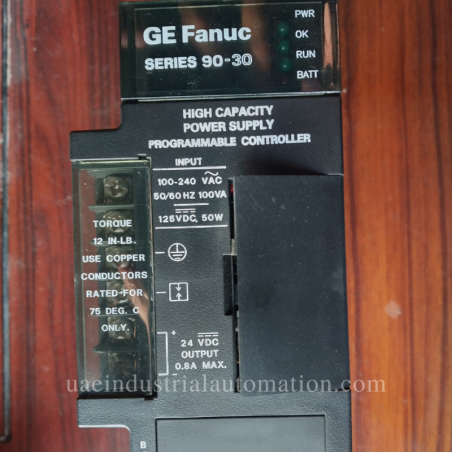 GE Fanuc
SERIES 90-30
PWR
OK
RUN
BATT
HIGH CAPACITY
POWER SUPPLY
PROGRAMMABLE CONTROLLER
INPUT
100-240 VAC
50/60 HZ 100VA
125VDC, 50W
TORQUE
12 IN-LB.
USE COPPER
CONDUCTORS
RATED FOR
75 DEG. C
ONLY.
+
24 VDC
OUTPUT
0.8A MAX.
-
uaeindustrialautomation.com
B